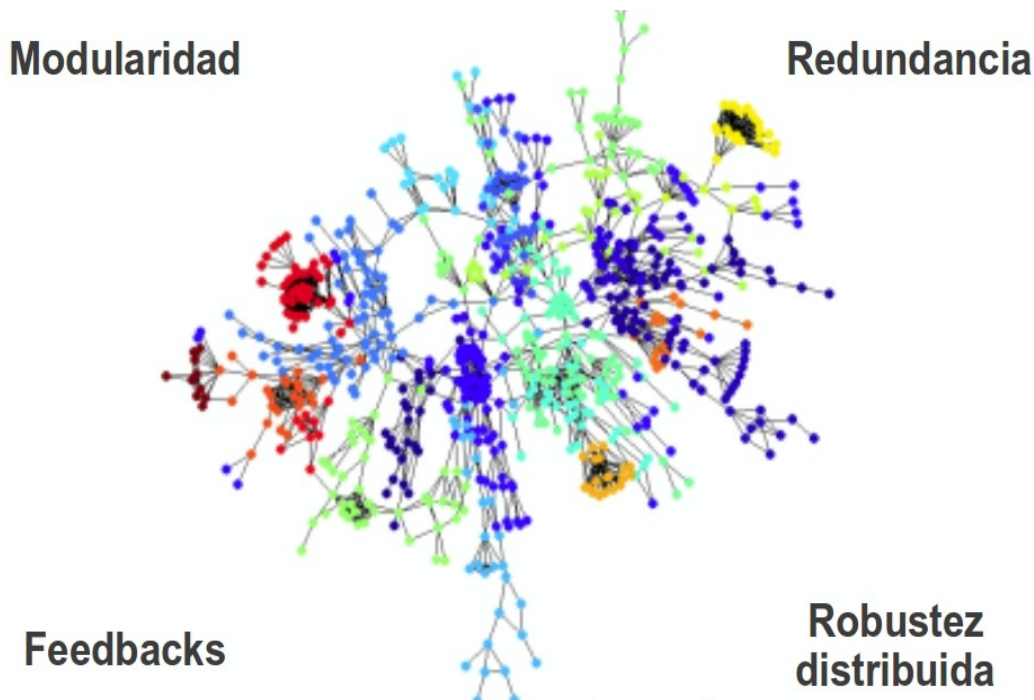 Modularidad
Redundancia
Feedbacks
Robustez
distribuida